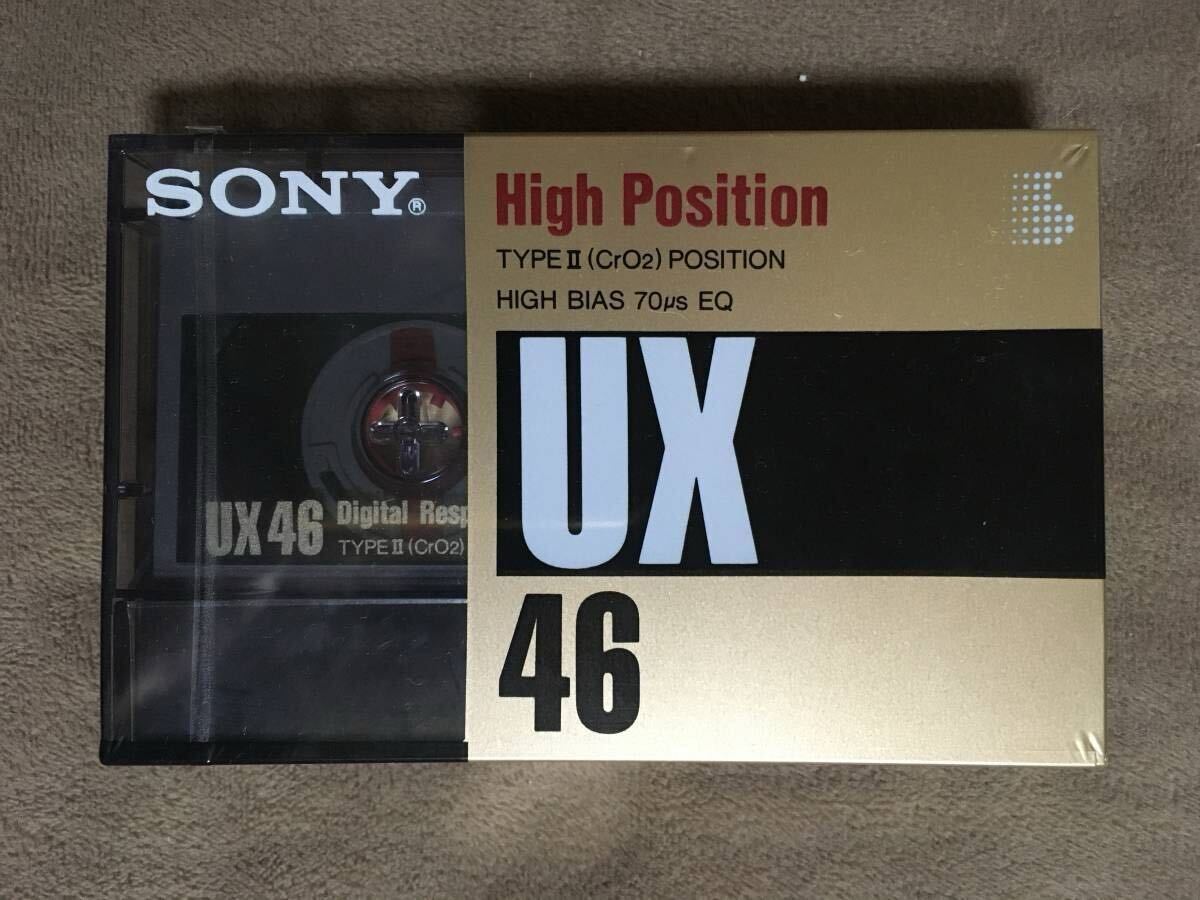 SONY®
High Position
TYPE II (CrO2) POSITION
HIGH BIAS 70µs EQ
UX
46
UX 46 Digital Resp
TYPE II (CrO2)